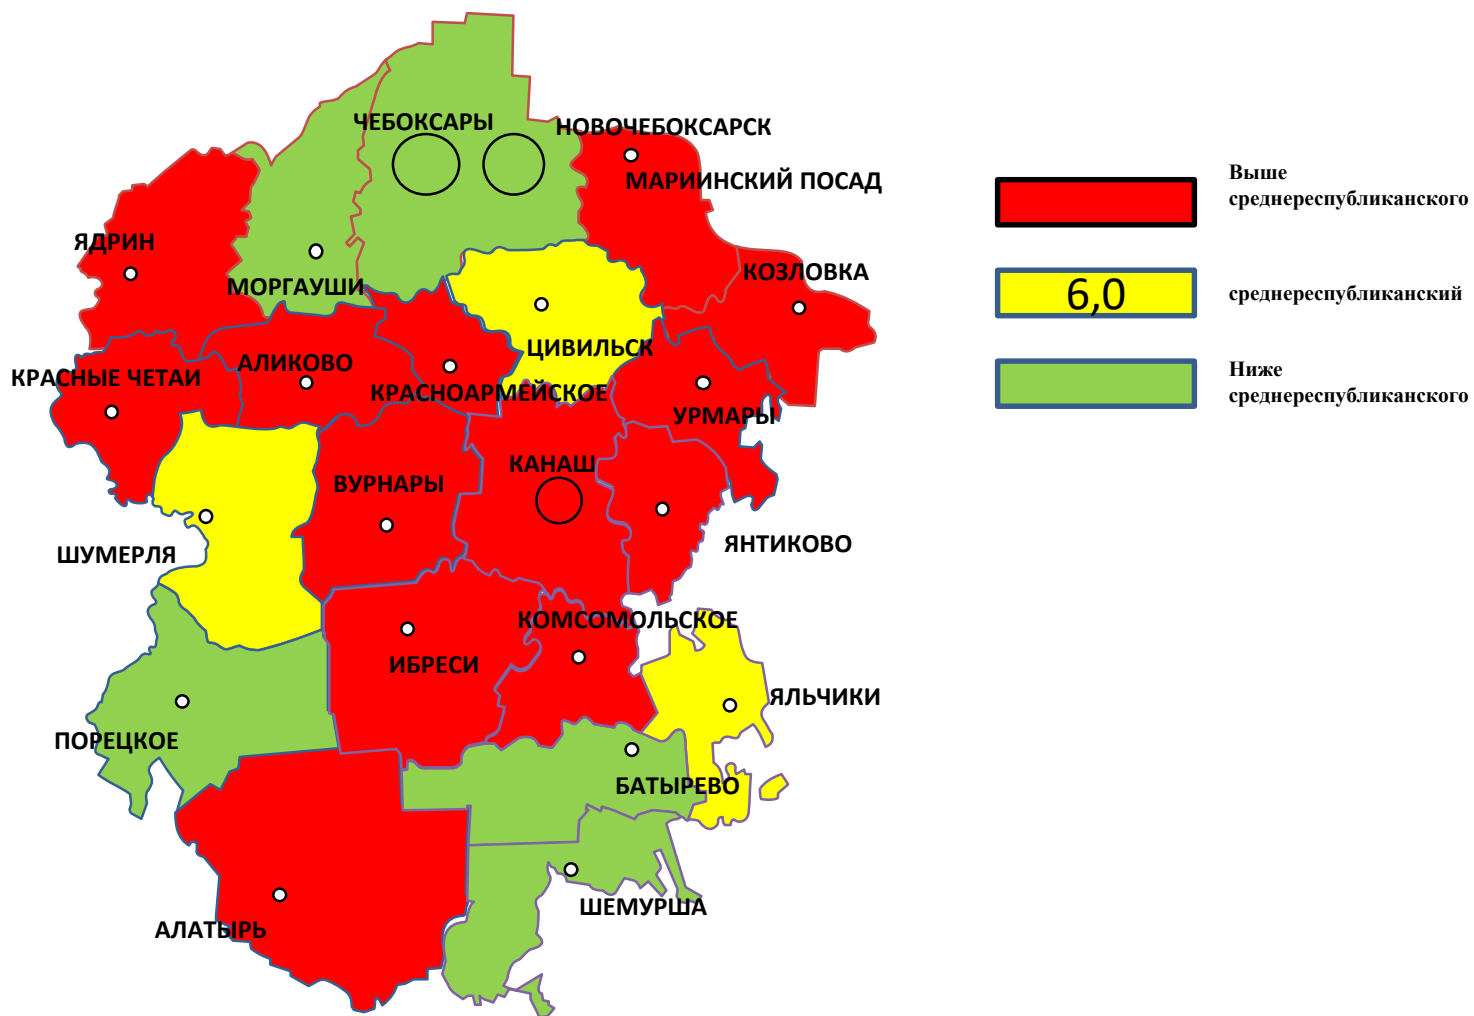 ЧЕБОКСАРЫ
НОВОЧЕБОКСАРСК
МАРИИНСКИЙ ПОСАД
ЯДРИН
МОРГАУШИ
КОЗЛОВКА
ЦИВИЛЬСК
АЛИКОВО
КРАСНЫЕ ЧЕТАИ
КРАСНОАРМЕЙСКОЕ
УРМАРЫ
КАНАШ
ВУРНАРЫ
ЯНТИКОВО
ШУМЕРЛЯ
КОМСОМОЛЬСКОЕ
ИБРЕСИ
ЯЛЬЧИКИ
ПОРЕЦКОЕ
БАТЫРЕВО
ШЕМУРША
АЛАТЫРЬ
Выше
среднереспубликанского
6,0
среднереспубликанский
Ниже
среднереспубликанского